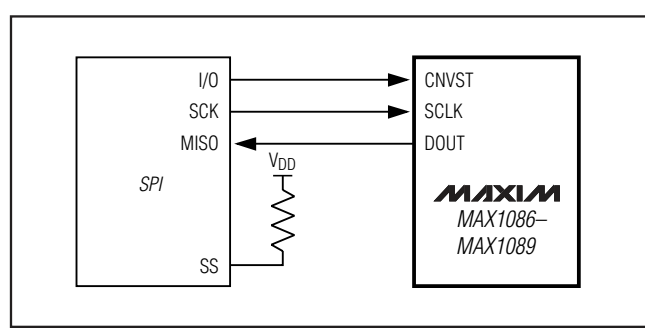 I/O
SCK
MISO
SPI
SS
VDD
CNVST
SCLK
DOUT
MAXIM
MAX1086–
MAX1089